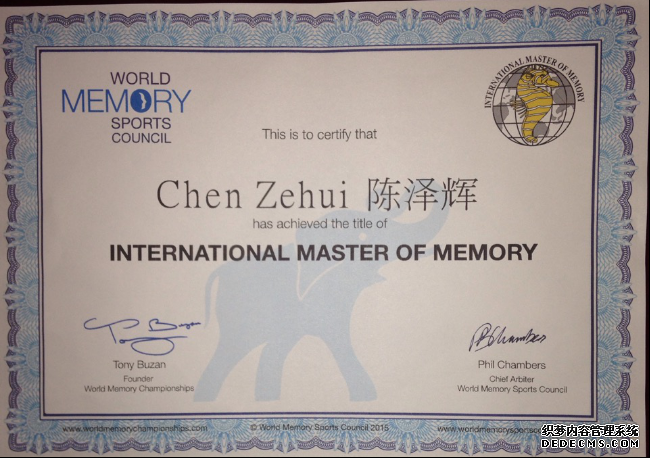 WORLD
MEMORY
SPORTS
COUNCIL
INTERNATIONAL MASTER OF MEMORY
This is to certify that
Chen Zehui 陈泽辉
has achieved the title of
INTERNATIONAL MASTER OF MEMORY
Tony Buzan
Founder
World Memory Championships
Phil Chambers
Chief Arbiter
World Memory Sports Council
www.worldmemorychampionships.com
© World Memory Sports Council 2015
织梦内容管理系统
DEDECMS.COM